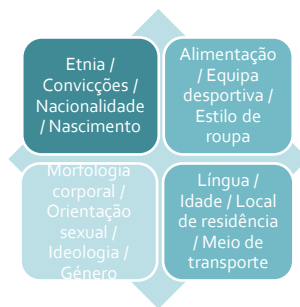 Etnia /
Convicções /
Nacionalidade
/ Nascimento
Alimentação
/ Equipa
desportiva /
Estilo de
roupa
Morfologia
corporal /
Orientação
sexual /
Ideologia /
Género
Língua /
Idade / Local
de residência
/ Meio de
transporte